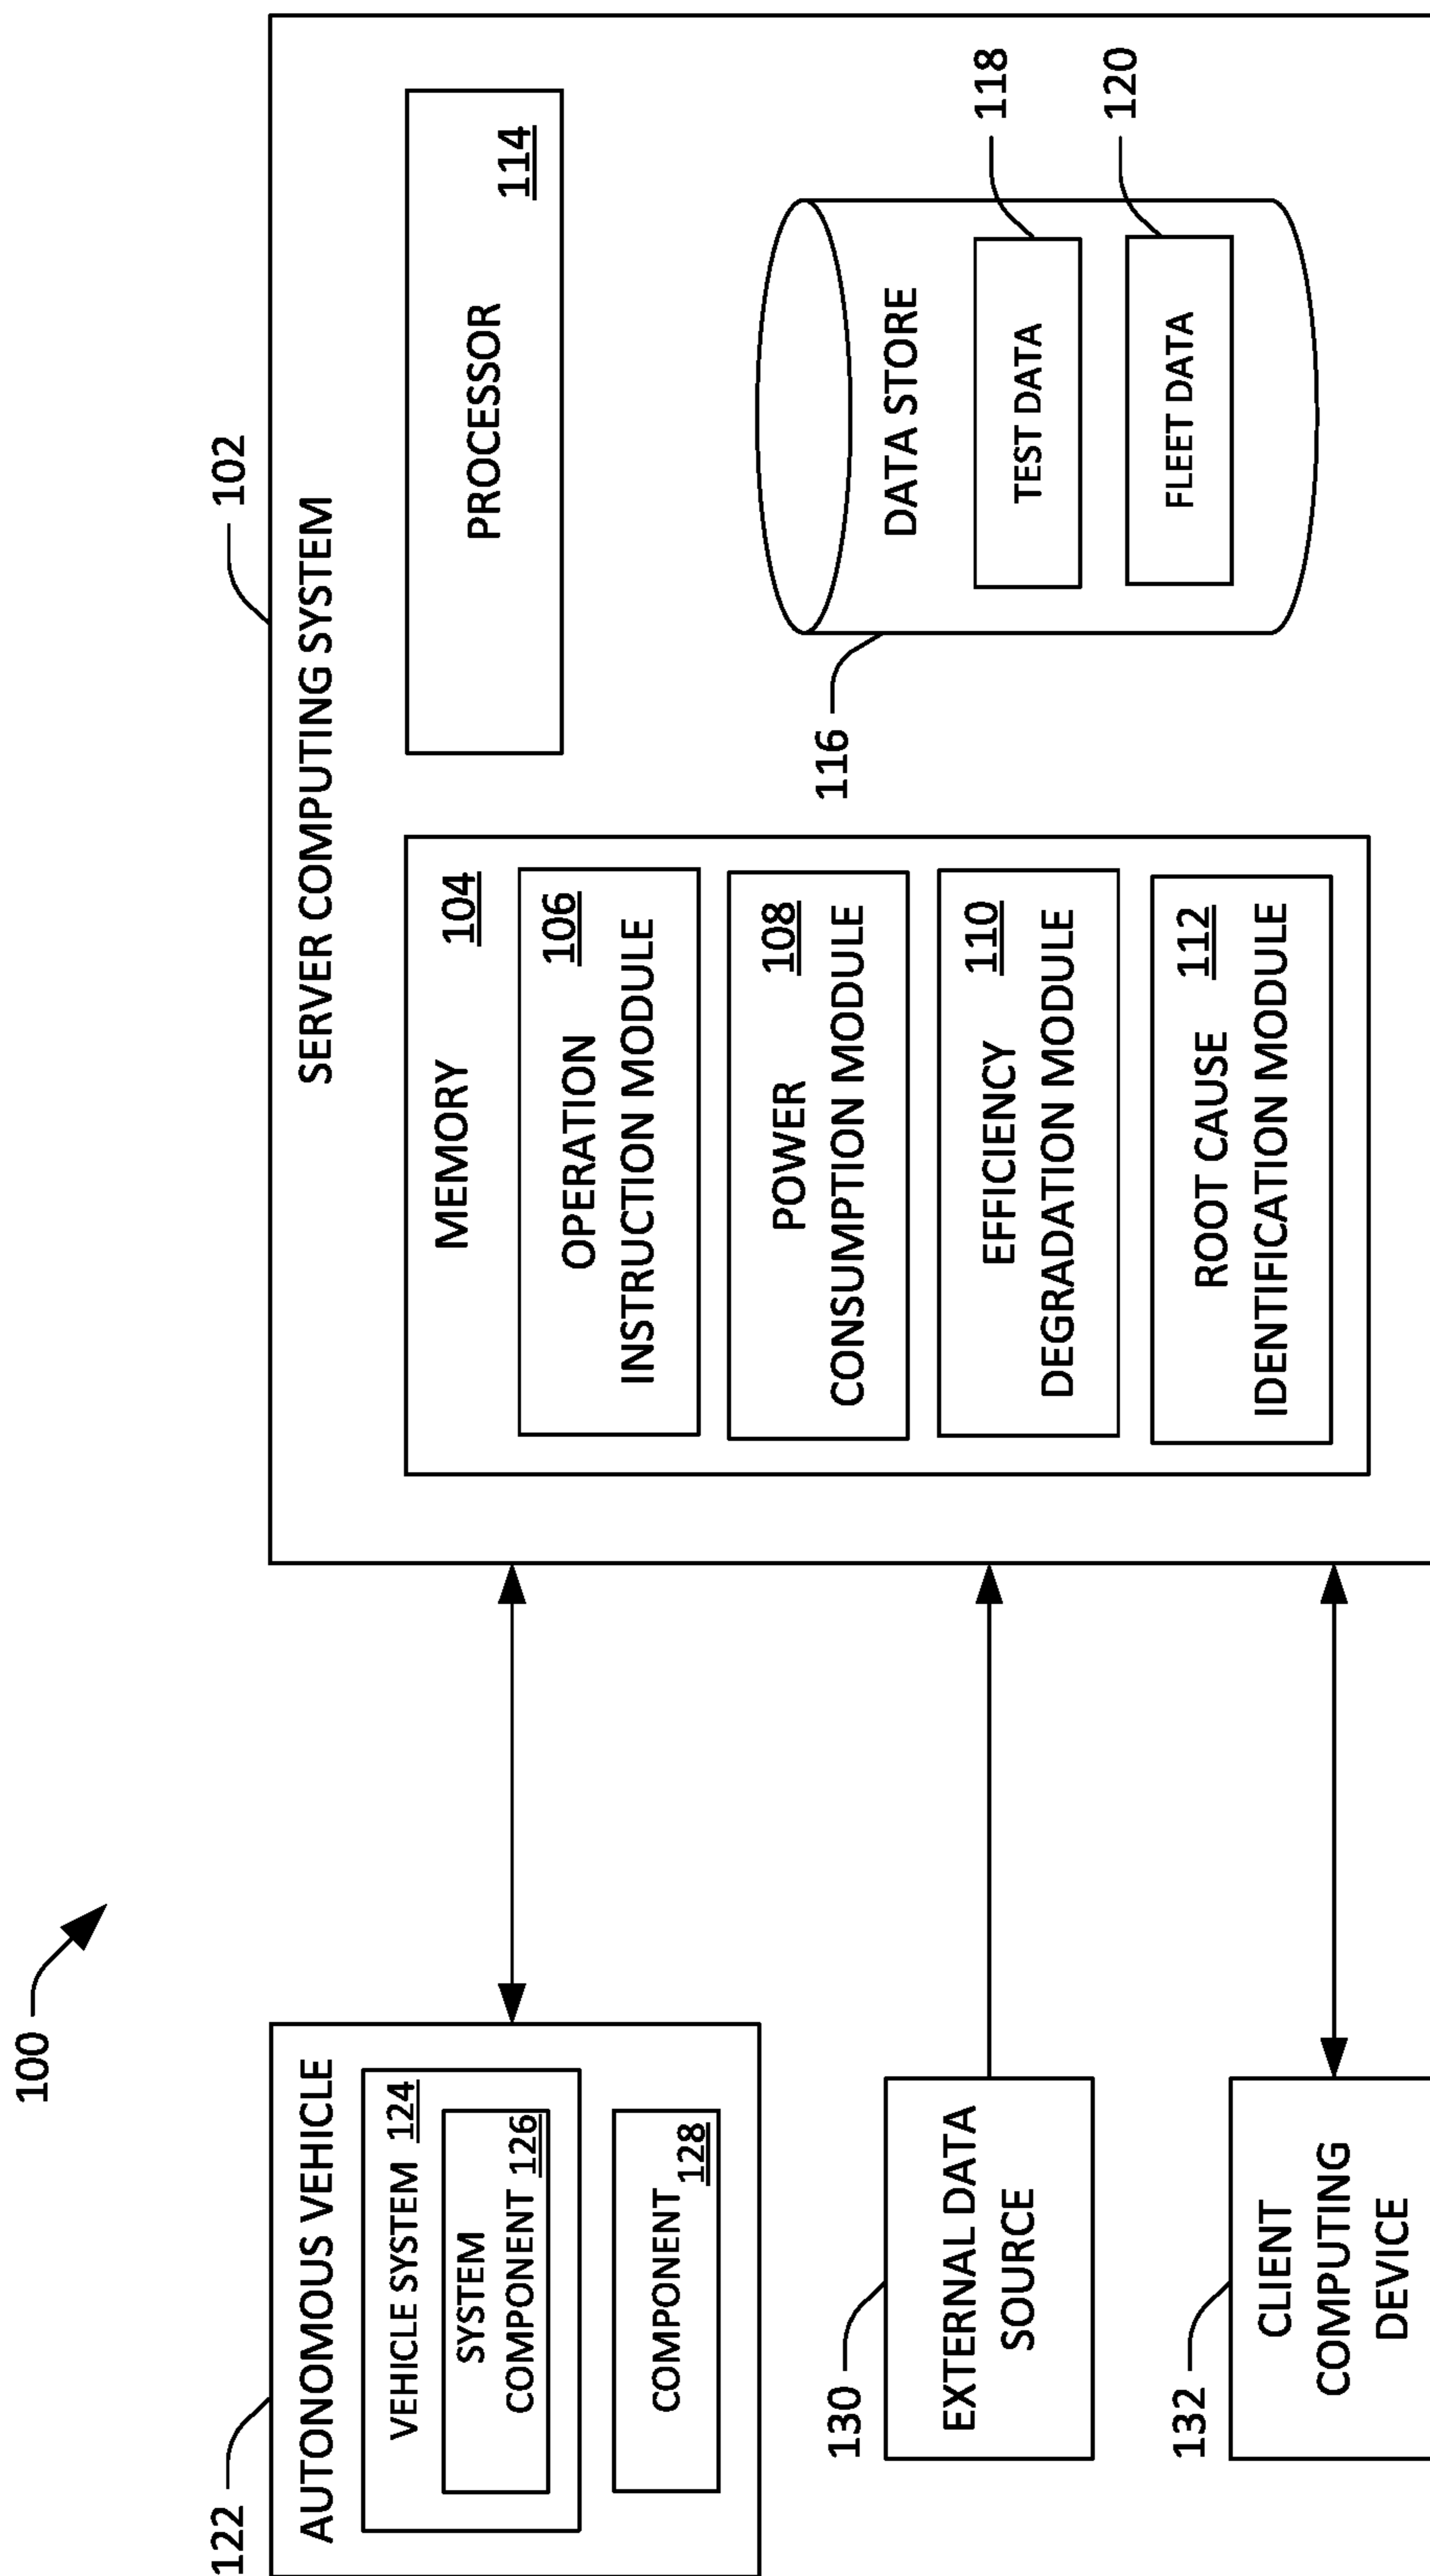 100
122
AUTONOMOUS VEHICLE
VEHICLE SYSTEM 124
SYSTEM
COMPONENT 126
COMPONENT 128
130
EXTERNAL DATA
SOURCE
132
CLIENT
COMPUTING
DEVICE
102
SERVER COMPUTING SYSTEM
MEMORY 104
OPERATION 106
INSTRUCTION MODULE
POWER 108
CONSUMPTION MODULE
EFFICIENCY 110
DEGRADATION MODULE
ROOT CAUSE 112
IDENTIFICATION MODULE
PROCESSOR 114
116
DATA STORE
TEST DATA
118
FLEET DATA
120